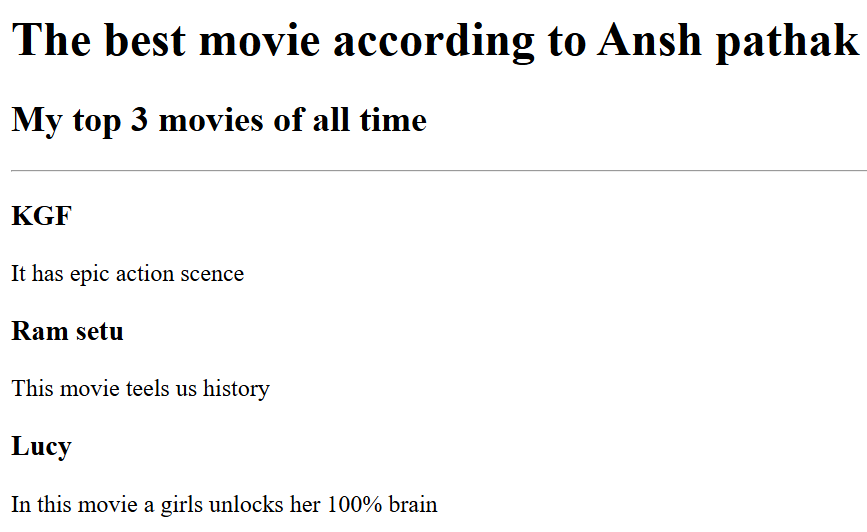 The best movie according to Ansh pathak
My top 3 movies of all time
KGF
It has epic action scence
Ram setu
This movie teels us history
Lucy
In this movie a girls unlocks her 100% brain